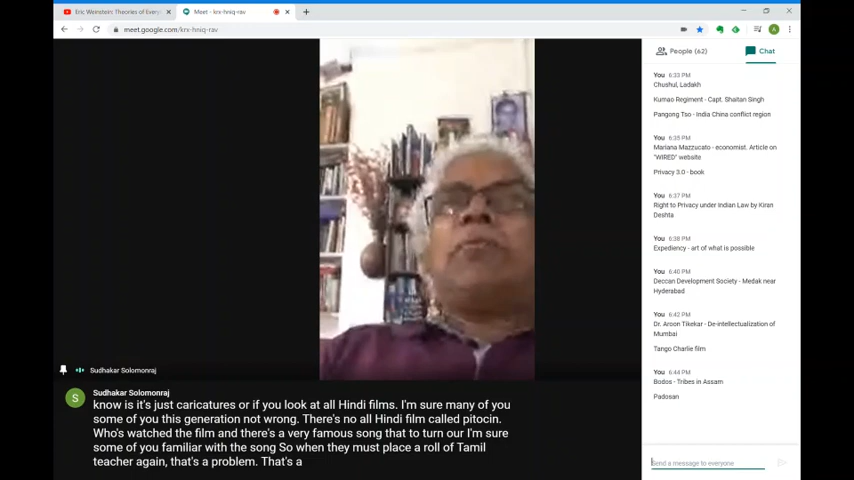 Eric Weinstein: Theories of Every
Meet - krv-hniq-rav
meet.google.com/krv-hniq-rav
A
People (62)
Chat
You 6:33 PM
Chushul, Ladakh
Kumao Regiment - Capt. Shaitan Singh
Pangong Tao - India China conflict region
You 6:35 PM
Mariana Mazzucato - economist. Article on
"WIRED" website
Privacy 3.0 - book
You 6:37 PM
Right to Privacy under Indian Law by Kiran
Deshta
You 6:38 PM
Expediency - art of what is possible
You 6:40 PM
Deccan Development Society - Medak near
Hyderabad
You 6:42 PM
Dr. Aroon Tikekar - De-intellectualization of
Mumbai
Tango Charlie film
You 6:44 PM
Bodos - Tribes in Assam
Padosan
Send a message to everyone
Sudhakar Solomonraj
S
Sudhakar Solomonraj
know is it's just caricatures or if you look at all Hindi films. I'm sure many of you
some of you this generation not wrong. There's no all Hindi film called pitocin.
Who's watched the film and there's a very famous song that to turn our I'm sure
some of you familiar with the song So when they must place a roll of Tamil
teacher again, that's a problem. That's a